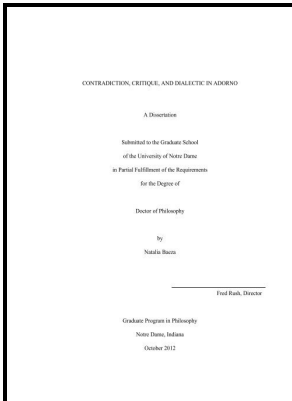 CONTRADICTION, CRITIQUE, AND DIALECTIC IN ADORNO
A Dissertation
Submitted to the Graduate School
of the University of Notre Dame
in Partial Fulfillment of the Requirements
for the Degree of
Doctor of Philosophy
by
Natalia Baeza
Fred Rush, Director
Graduate Program in Philosophy
Notre Dame, Indiana
October 2012